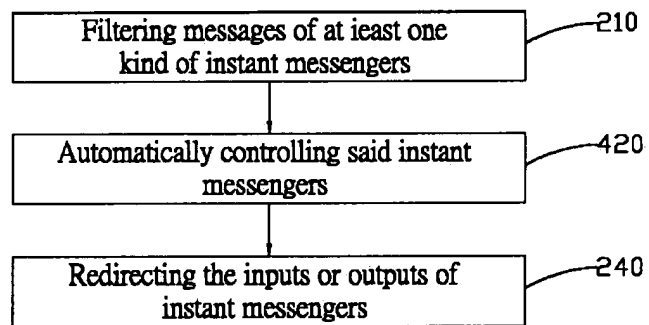 Filtering messages of at ieast one
kind of instant messengers
210
Automatically controlling said instant
messengers
420
Redirecting the inputs or outputs of
instant messengers
240